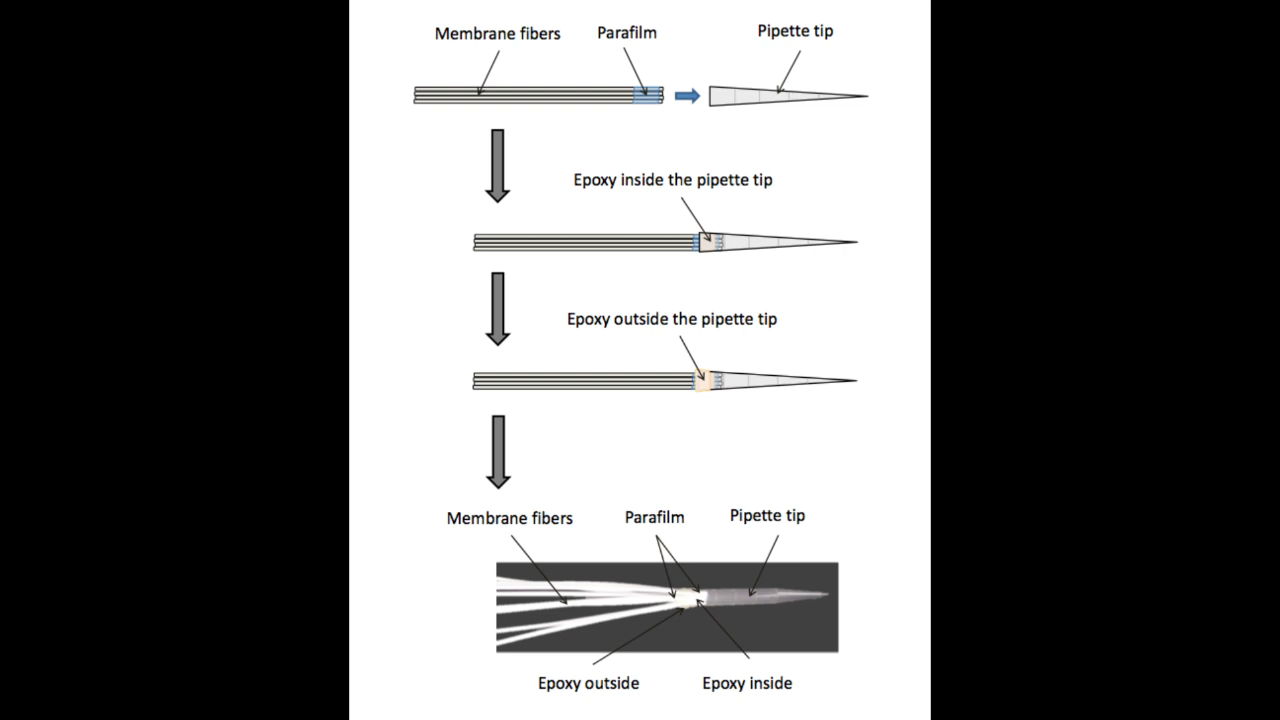 Membrane fibers
Parafilm
Pipette tip
Epoxy inside the pipette tip
Epoxy outside the pipette tip
Membrane fibers
Parafilm
Pipette tip
Epoxy outside
Epoxy inside